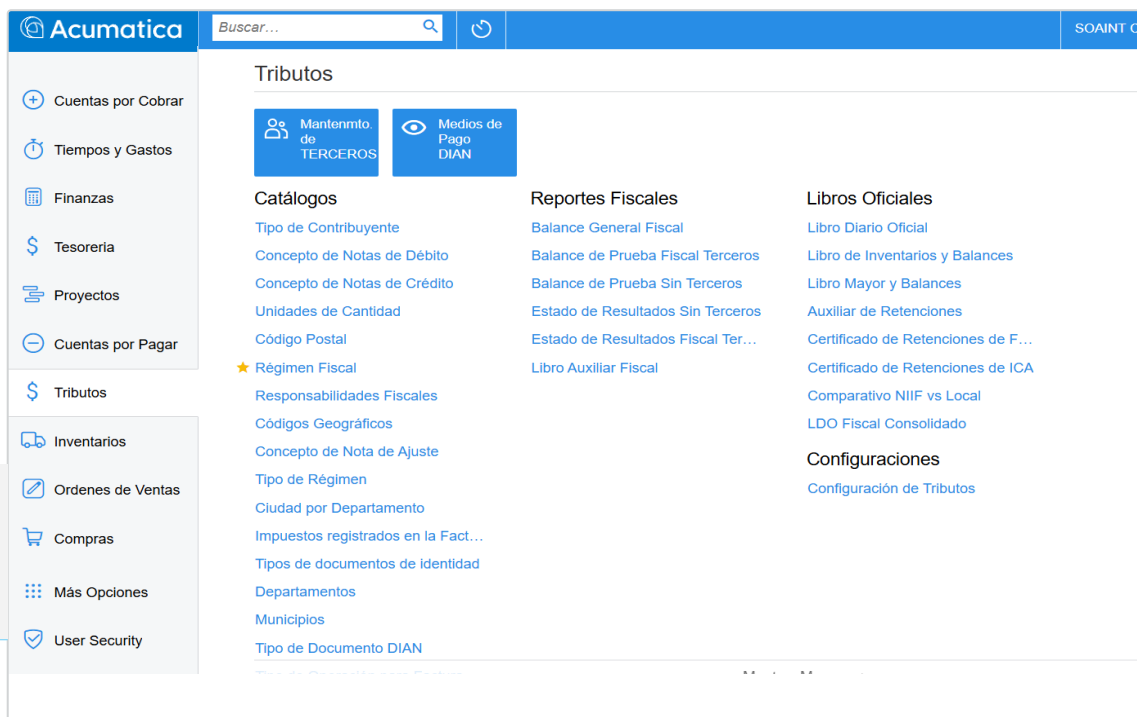 Acumatica
Buscar...
SOAINT C
Cuentas por Cobrar
Tiempos y Gastos
Finanzas
Tesoreria
Proyectos
Cuentas por Pagar
Tributos
Inventarios
Ordenes de Ventas
Compras
Más Opciones
User Security
Tributos
Mantenmto.
de
TERCEROS
Medios de
Pago
DIAN
Catálogos
Tipo de Contribuyente
Concepto de Notas de Débito
Concepto de Notas de Crédito
Unidades de Cantidad
Código Postal
Régimen Fiscal
Responsabilidades Fiscales
Códigos Geográficos
Concepto de Nota de Ajuste
Tipo de Régimen
Ciudad por Departamento
Impuestos registrados en la Fact...
Tipos de documentos de identidad
Departamentos
Municipios
Tipo de Documento DIAN
Reportes Fiscales
Balance General Fiscal
Balance de Prueba Fiscal Terceros
Balance de Prueba Sin Terceros
Estado de Resultados Sin Terceros
Estado de Resultados Fiscal Ter...
Libro Auxiliar Fiscal
Libros Oficiales
Libro Diario Oficial
Libro de Inventarios y Balances
Libro Mayor y Balances
Auxiliar de Retenciones
Certificado de Retenciones de F...
Certificado de Retenciones de ICA
Comparativo NIIF vs Local
LDO Fiscal Consolidado
Configuraciones
Configuración de Tributos